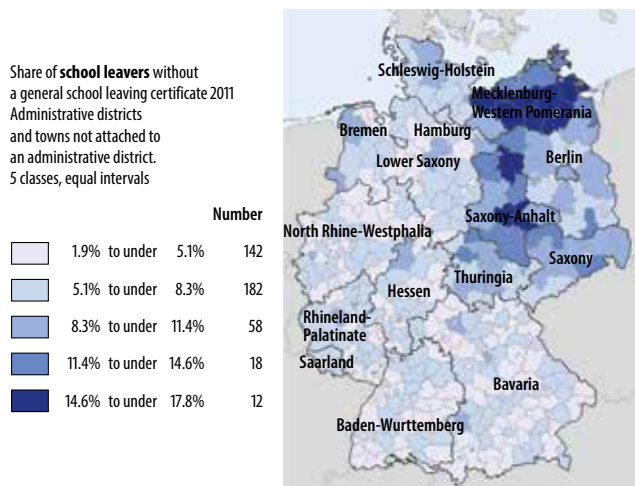 Share of school leavers without
a general school leaving certificate 2011
Administrative districts
and towns not attached to
an administrative district.
5 classes, equal intervals
Number
1.9% to under 5.1% 142
5.1% to under 8.3% 182
8.3% to under 11.4% 58
11.4% to under 14.6% 18
14.6% to under 17.8% 12
Schleswig-Holstein
Mecklenburg-
Western Pomerania
Bremen
Hamburg
Lower Saxony
Berlin
Saxony-Anhalt
North Rhine-Westphalia
Saxony
Thuringia
Hessen
Rhineland-
Palatinate
Saarland
Bavaria
Baden-Wurttemberg